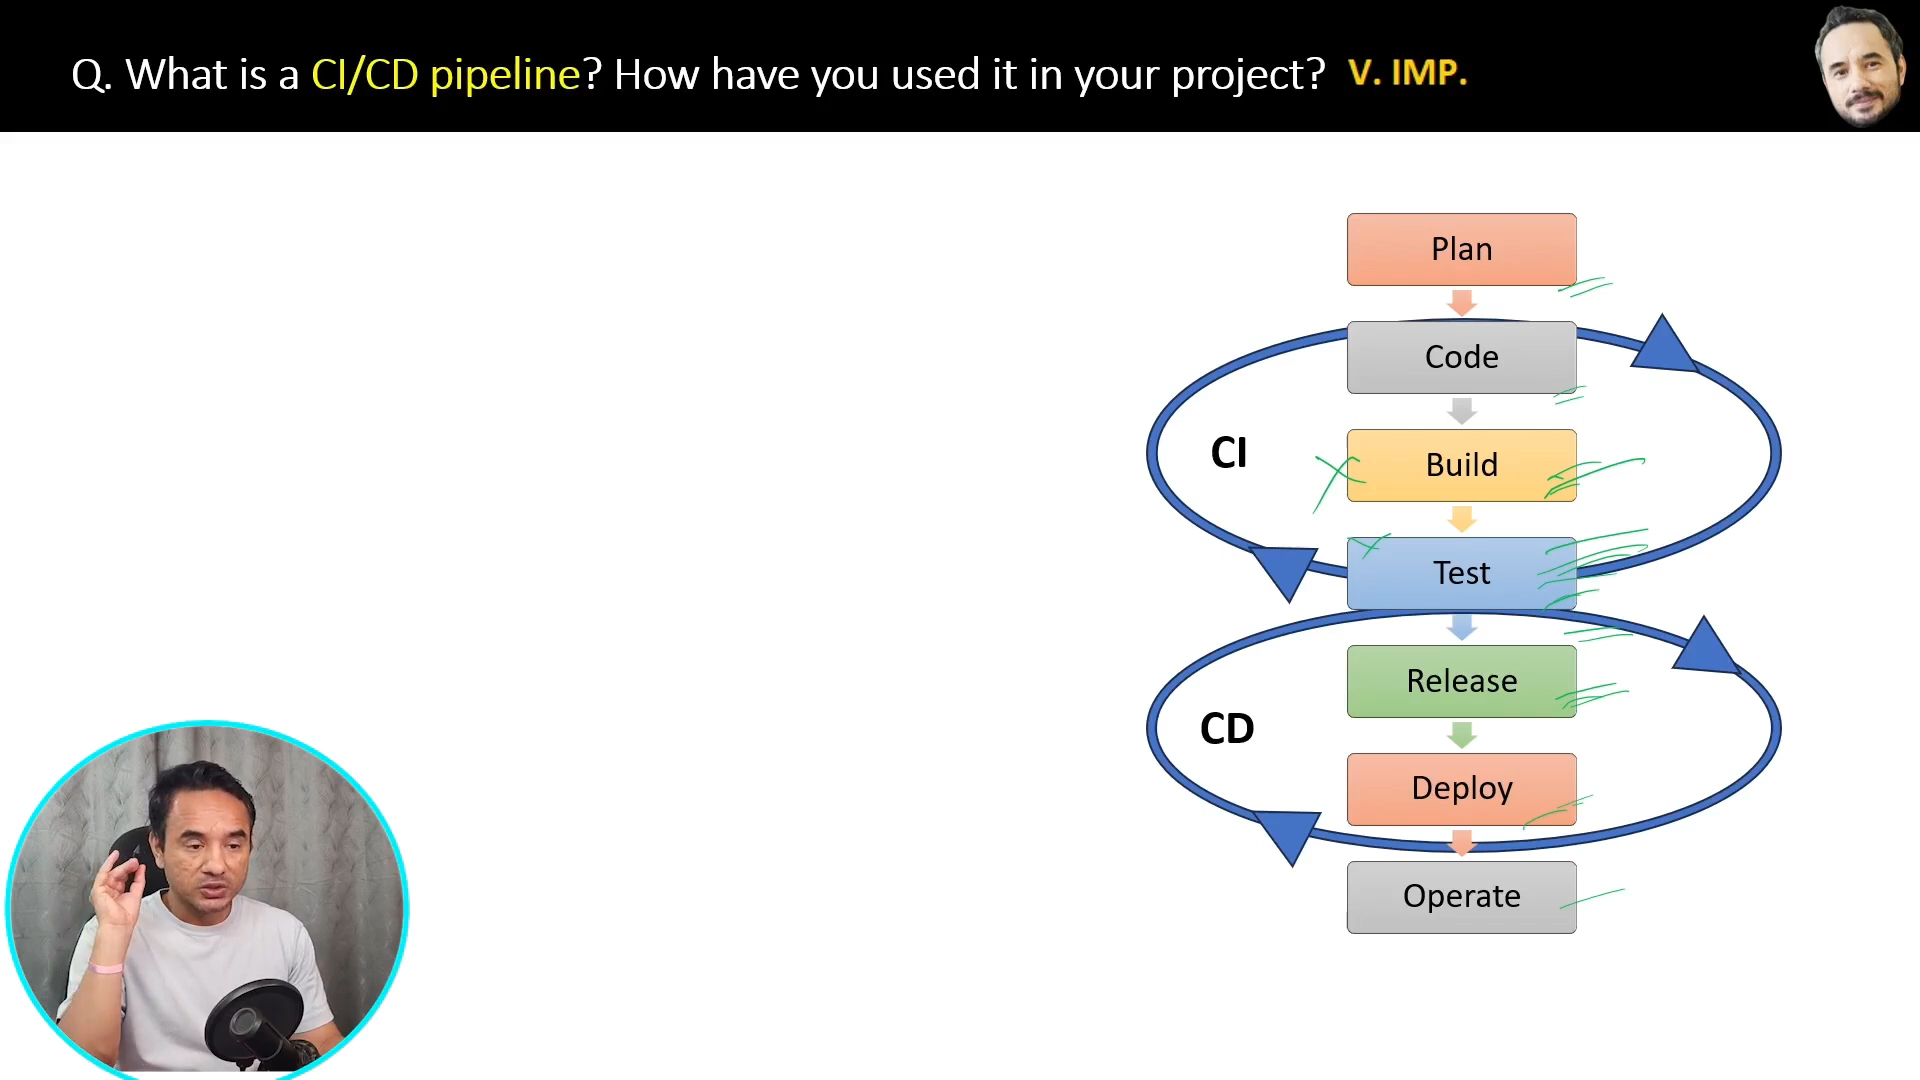 Q. What is a CI/CD pipeline? How have you used it in your project? V. IMP.
Plan
Code
CI
Build
Test
Release
CD
Deploy
Operate